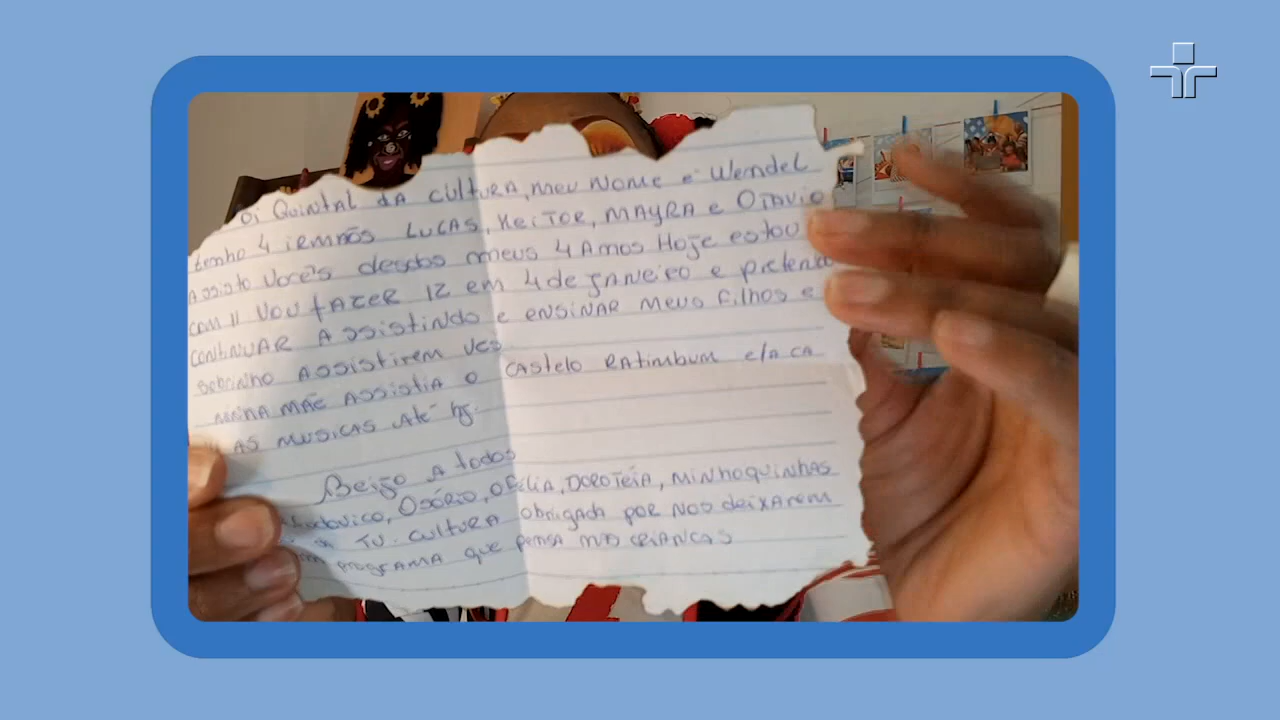 Oi Quintal da Cultura, meu nome é Wendel
tenho 4 irmãos Lucas, Heitor, Mayra e Otavio
Assisto vocês desdos meus 4 Amos Hoje estou
com 11 vou fazer 12 em 4 de janeiro e pretendo
continuar assistindo e ensinar meus filhos e
sobrinho assistirem vcs
minha mãe assistia o Castelo Ratimbum ela ca
as musicas até hj.
Beijo a todos
Ludovico, Osório, Ofélia, Dorotéia, Minhoquinhas
TV. Cultura obrigada por nos deixarem
programa que pensa nas crianças